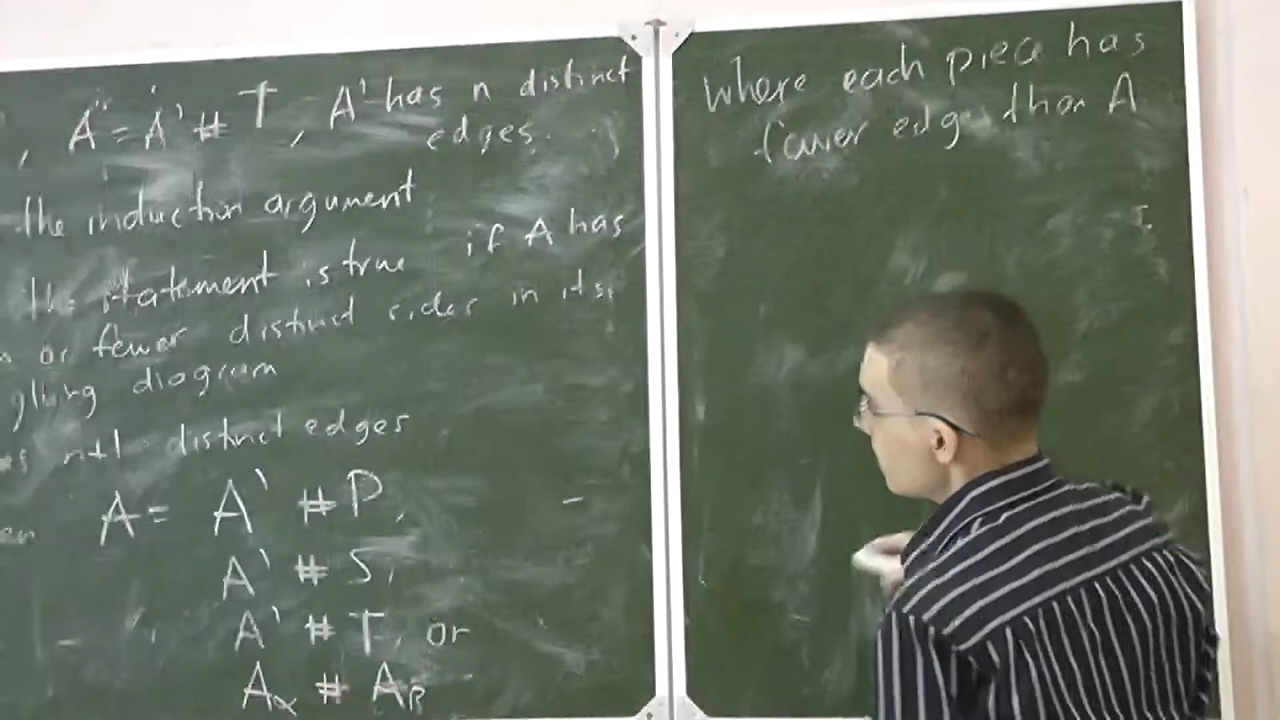 , A" = A' # T, A' has n distinct
edges.
the induction argument
the statement is true if A has
n or fewer distinct sides in its
gluing diagram
n+1 distinct edges
A = A' # P,
A' # S,
A' # T, or
Aα # Aβ
where each piece has
fewer edges than A